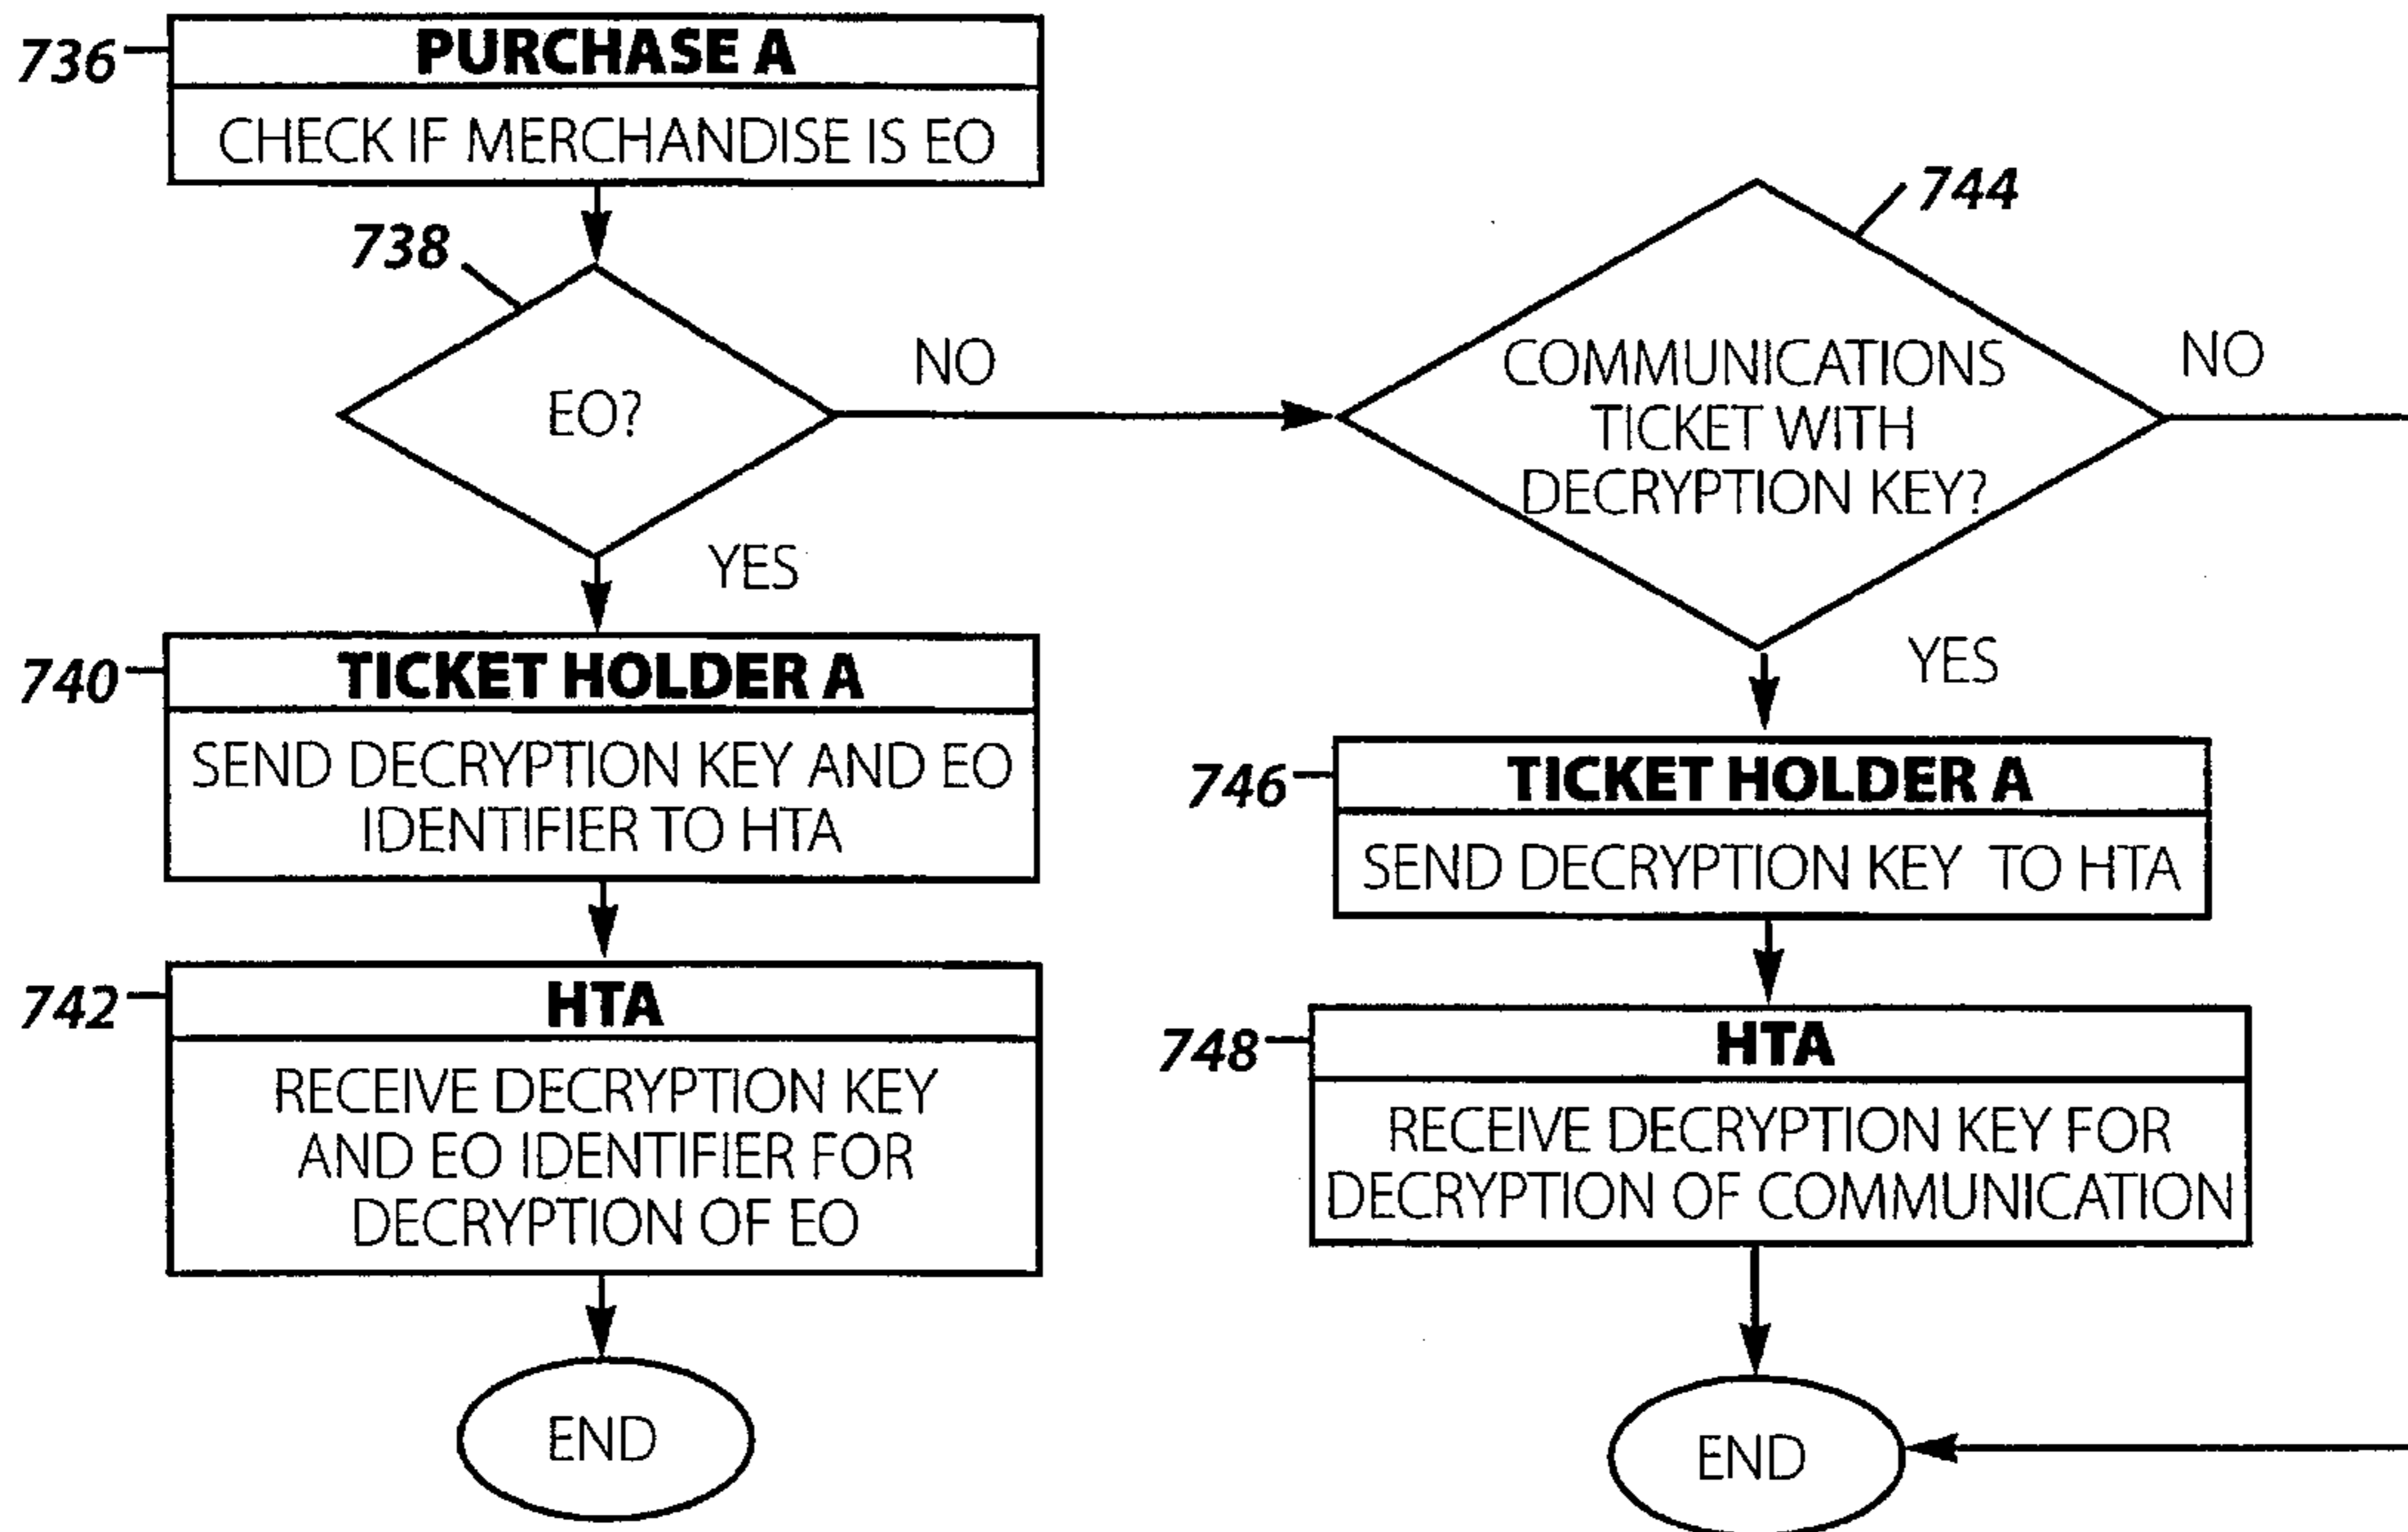 736
PURCHASE A
CHECK IF MERCHANDISE IS EO
738
EO?
NO
YES
740
TICKET HOLDER A
SEND DECRYPTION KEY AND EO
IDENTIFIER TO HTA
742
HTA
RECEIVE DECRYPTION KEY
AND EO IDENTIFIER FOR
DECRYPTION OF EO
END
744
COMMUNICATIONS
TICKET WITH
DECRYPTION KEY?
NO
YES
746
TICKET HOLDER A
SEND DECRYPTION KEY TO HTA
748
HTA
RECEIVE DECRYPTION KEY FOR
DECRYPTION OF COMMUNICATION
END